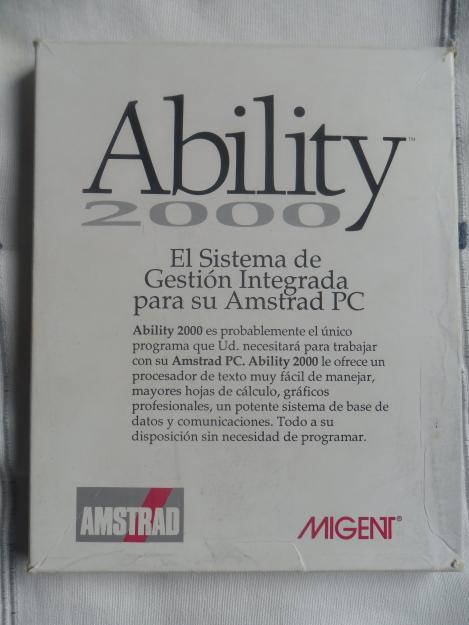 Ability™
2000
El Sistema de
Gestión Integrada
para su Amstrad PC
Ability 2000 es probablemente el único
programa que Ud. necesitará para trabajar
con su Amstrad PC. Ability 2000 le ofrece un
procesador de texto muy fácil de manejar,
mayores hojas de cálculo, gráficos
profesionales, un potente sistema de base de
datos y comunicaciones. Todo a su
disposición sin necesidad de programar.
AMSTRAD
MIGENT®